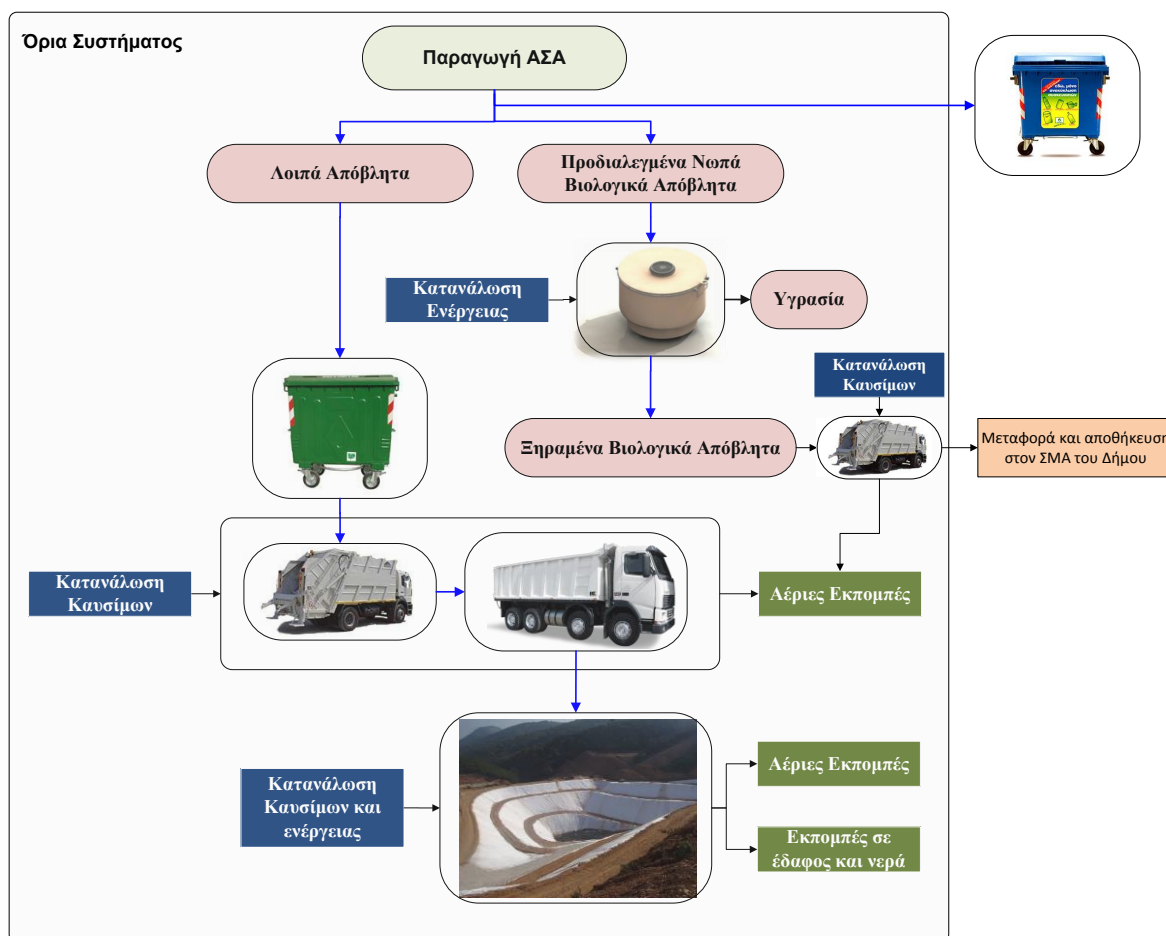 Όρια Συστήματος
Παραγωγή ΑΣΑ
Λοιπά Απόβλητα
Προδιαλεγμένα Νωπά
Βιολογικά Απόβλητα
Κατανάλωση
Ενέργειας
Υγρασία
Κατανάλωση
Καυσίμων
Ξηραμένα Βιολογικά Απόβλητα
Μεταφορά και αποθήκευση
στον ΣΜΑ του Δήμου
Κατανάλωση
Καυσίμων
Αέριες Εκπομπές
Κατανάλωση
Καυσίμων και
ενέργειας
Αέριες Εκπομπές
Εκπομπές σε
έδαφος και νερά